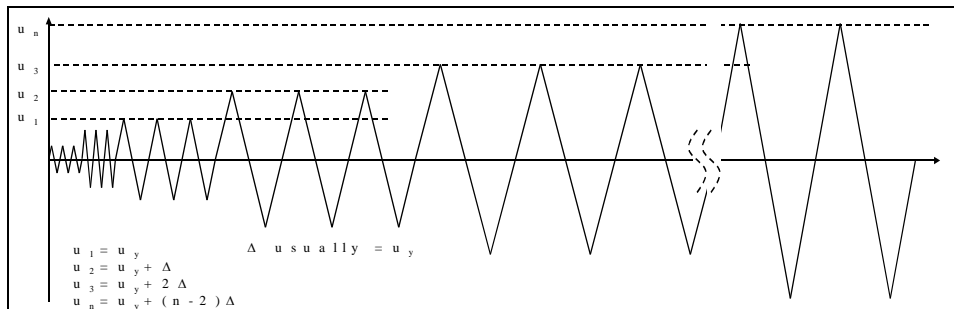 u n
u 3
u 2
u 1
u 1 = u y
Δ usually = u y
u 2 = u y + Δ
u 3 = u y + 2 Δ
u n = u y + (n-2) Δ